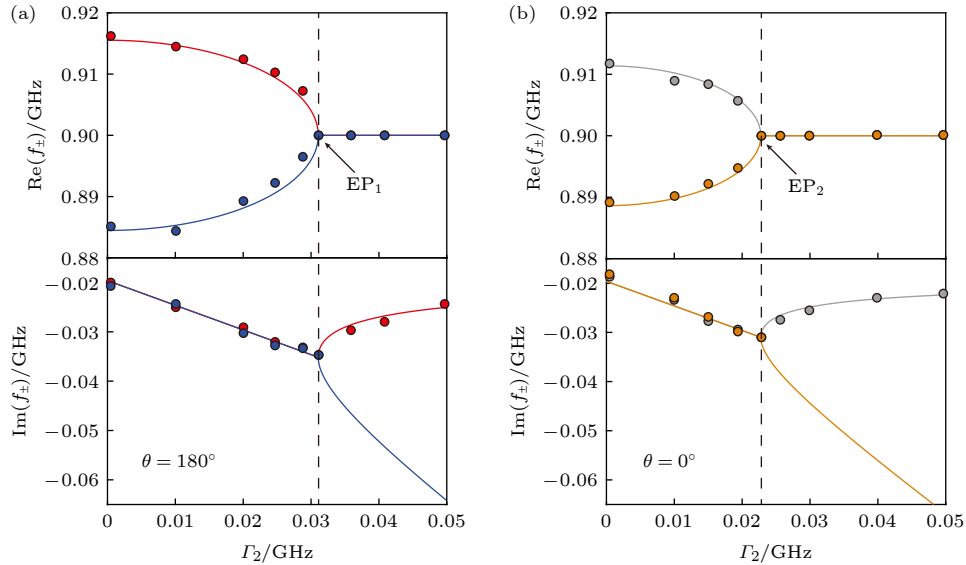 (a)
0.92
0.91
0.90
0.89
0.88
Re(f±)/GHz
EP1
−0.02
−0.03
−0.04
−0.05
−0.06
Im(f±)/GHz
θ = 180°
0 0.01 0.02 0.03 0.04 0.05
Γ2/GHz
(b)
0.92
0.91
0.90
0.89
0.88
Re(f±)/GHz
EP2
−0.02
−0.03
−0.04
−0.05
−0.06
Im(f±)/GHz
θ = 0°
0 0.01 0.02 0.03 0.04 0.05
Γ2/GHz